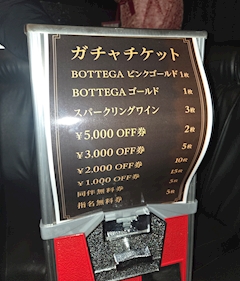 ガチャチケット
BOTTEGA ピンクゴールド 1枚
BOTTEGA ゴールド 1枚
スパークリングワイン 3枚
¥5,000 OFF券 2枚
¥3,000 OFF券 5枚
¥2,000 OFF券 10枚
¥1,000 OFF券 15枚
同伴無料券 5枚
指名無料券 5枚